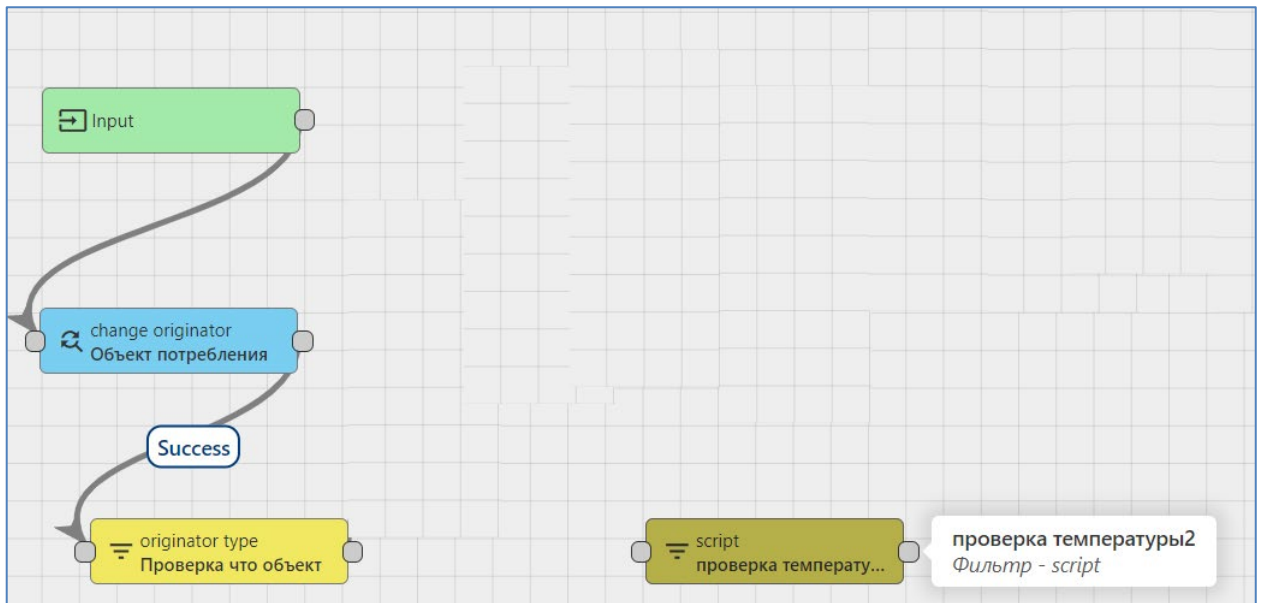 Input
change originator
Объект потребления
Success
originator type
Проверка что объект
script
проверка температу...
проверка температуры2
Фильтр - script